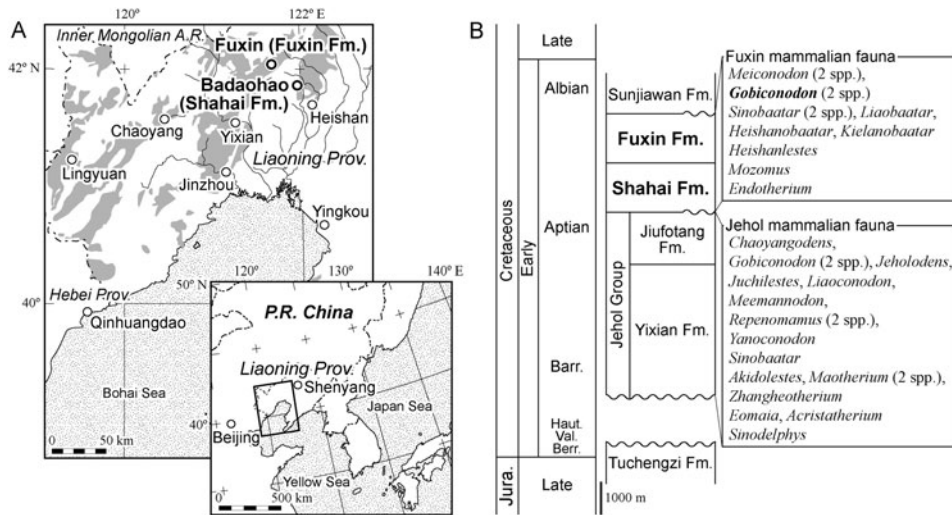 A
120°
122° E
Inner Mongolian A.R.
Fuxin (Fuxin Fm.)
42° N
Badaohao
(Shahai Fm.)
Heishan
Chaoyang
Yixian
Liaoning Prov.
Lingyuan
Jinzhou
Yingkou
40°
Hebei Prov.
Qinhuangdao
Bohai Sea
0 50 km
120°E
130°E
140°E
50°N
P.R. China
Liaoning Prov.
Shenyang
Japan Sea
40°
Beijing
Yellow Sea
0 500 km
B
Late
Cretaceous
Early
Albian
Aptian
Barr.
Haut.
Val.
Berr.
Jura.
Late
Sunjiawan Fm.
Fuxin Fm.
Shahai Fm.
Jehol Group
Jiufotang
Fm.
Yixian Fm.
Tuchengzi Fm.
1000 m
Fuxin mammalian fauna
Meiconodon (2 spp.),
Gobiconodon (2 spp.)
Sinobaatar (2 spp.), Liaobaatar,
Heishanobaatar, Kielanobaatar
Heishanlestes
Mozomus
Endotherium
Jehol mammalian fauna
Chaoyangodens,
Gobiconodon (2 spp.), Jeholodens,
Juchilestes, Liaoconodon,
Meemannodon,
Repenomamus (2 spp.),
Yanoconodon
Sinobaatar
Akidolestes, Maotherium (2 spp.),
Zhangheotherium
Eomaia, Acristatherium
Sinodelphys